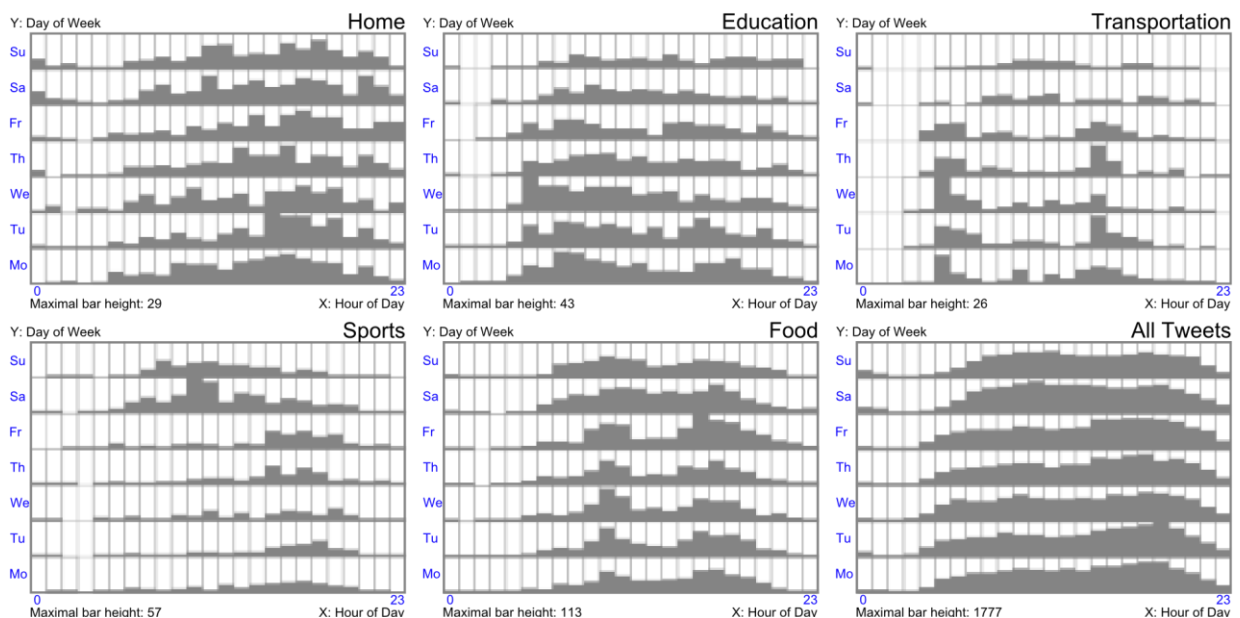 Y: Day of Week Home
Su
Sa
Fr
Th
We
Tu
Mo
0 23
Maximal bar height: 29 X: Hour of Day
Y: Day of Week Education
Su
Sa
Fr
Th
We
Tu
Mo
0 23
Maximal bar height: 43 X: Hour of Day
Y: Day of Week Transportation
Su
Sa
Fr
Th
We
Tu
Mo
0 23
Maximal bar height: 26 X: Hour of Day
Y: Day of Week Sports
Su
Sa
Fr
Th
We
Tu
Mo
0 23
Maximal bar height: 57 X: Hour of Day
Y: Day of Week Food
Su
Sa
Fr
Th
We
Tu
Mo
0 23
Maximal bar height: 113 X: Hour of Day
Y: Day of Week All Tweets
Su
Sa
Fr
Th
We
Tu
Mo
0 23
Maximal bar height: 1777 X: Hour of Day